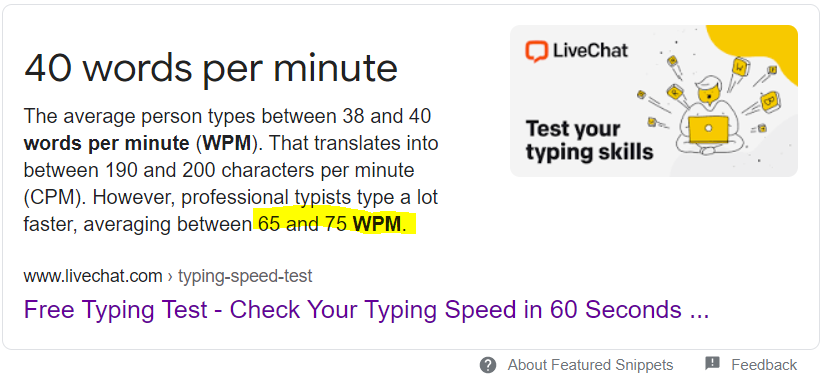 40 words per minute
The average person types between 38 and 40
words per minute (WPM). That translates into
between 190 and 200 characters per minute
(CPM). However, professional typists type a lot
faster, averaging between 65 and 75 WPM.
LiveChat
Test your
typing skills
www.livechat.com › typing-speed-test
Free Typing Test - Check Your Typing Speed in 60 Seconds ...
About Featured Snippets
Feedback